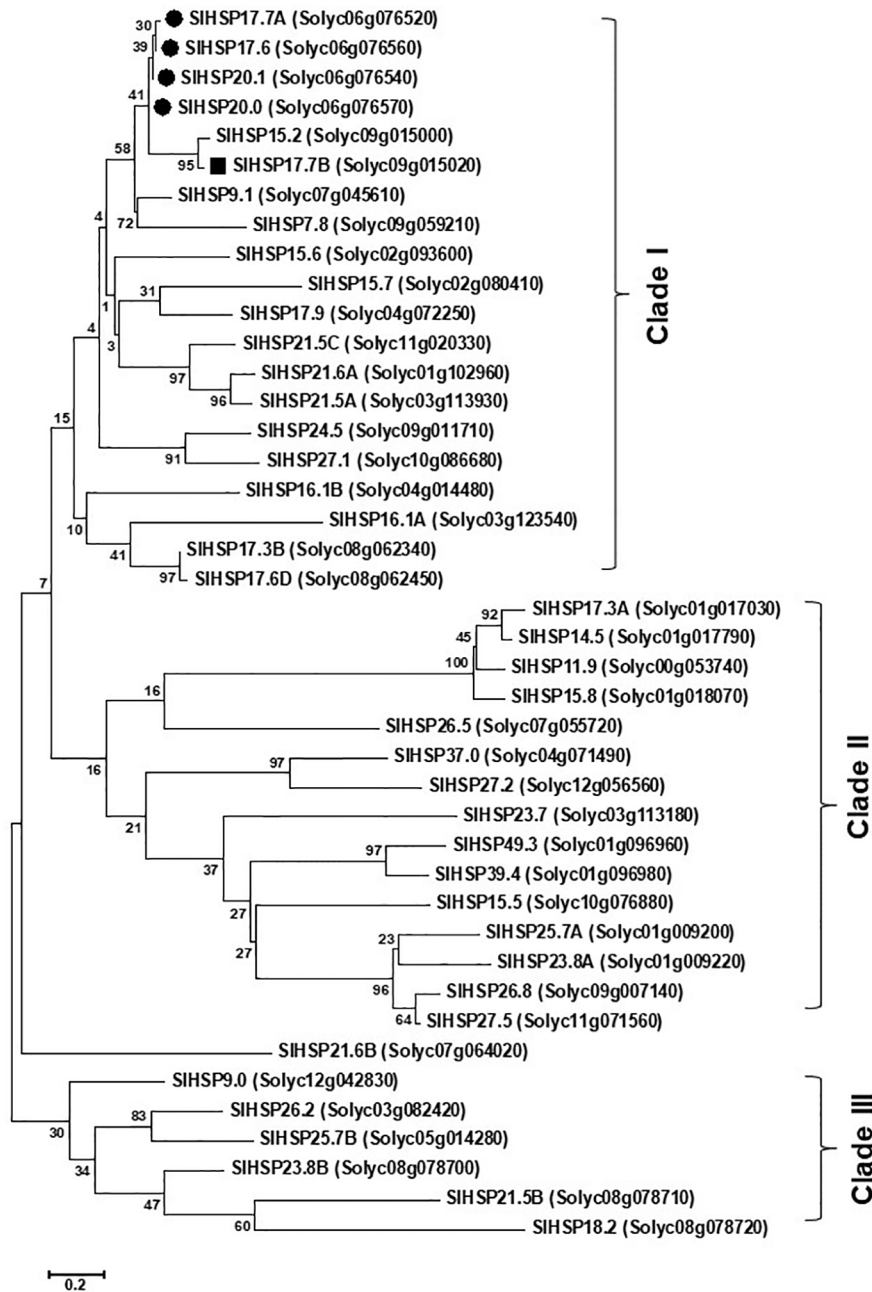 30
SlHSP17.7A (Solyc06g076520)
39
SlHSP17.6 (Solyc06g076560)
SlHSP20.1 (Solyc06g076540)
41
SlHSP20.0 (Solyc06g076570)
SlHSP15.2 (Solyc09g015000)
58
95
SlHSP17.7B (Solyc09g015020)
SlHSP9.1 (Solyc07g045610)
4
72
SlHSP7.8 (Solyc09g059210)
SlHSP15.6 (Solyc02g093600)
31
SlHSP15.7 (Solyc02g080410)
1
SlHSP17.9 (Solyc04g072250)
4
3
SlHSP21.5C (Solyc11g020330)
97
SlHSP21.6A (Solyc01g102960)
96
SlHSP21.5A (Solyc03g113930)
15
SlHSP24.5 (Solyc09g011710)
91
SlHSP27.1 (Solyc10g086680)
SlHSP16.1B (Solyc04g014480)
10
SlHSP16.1A (Solyc03g123540)
41
SlHSP17.3B (Solyc08g062340)
97
SlHSP17.6D (Solyc08g062450)
Clade I
7
92
SlHSP17.3A (Solyc01g017030)
45
SlHSP14.5 (Solyc01g017790)
100
SlHSP11.9 (Solyc00g053740)
16
SlHSP15.8 (Solyc01g018070)
SlHSP26.5 (Solyc07g055720)
16
97
SlHSP37.0 (Solyc04g071490)
SlHSP27.2 (Solyc12g056560)
21
SlHSP23.7 (Solyc03g113180)
97
SlHSP49.3 (Solyc01g096960)
37
SlHSP39.4 (Solyc01g096980)
27
SlHSP15.5 (Solyc10g076880)
27
23
SlHSP25.7A (Solyc01g009200)
SlHSP23.8A (Solyc01g009220)
96
SlHSP26.8 (Solyc09g007140)
64
SlHSP27.5 (Solyc11g071560)
Clade II
SlHSP21.6B (Solyc07g064020)
SlHSP9.0 (Solyc12g042830)
30
83
SlHSP26.2 (Solyc03g082420)
SlHSP25.7B (Solyc05g014280)
34
SlHSP23.8B (Solyc08g078700)
47
SlHSP21.5B (Solyc08g078710)
60
SlHSP18.2 (Solyc08g078720)
Clade III
0.2